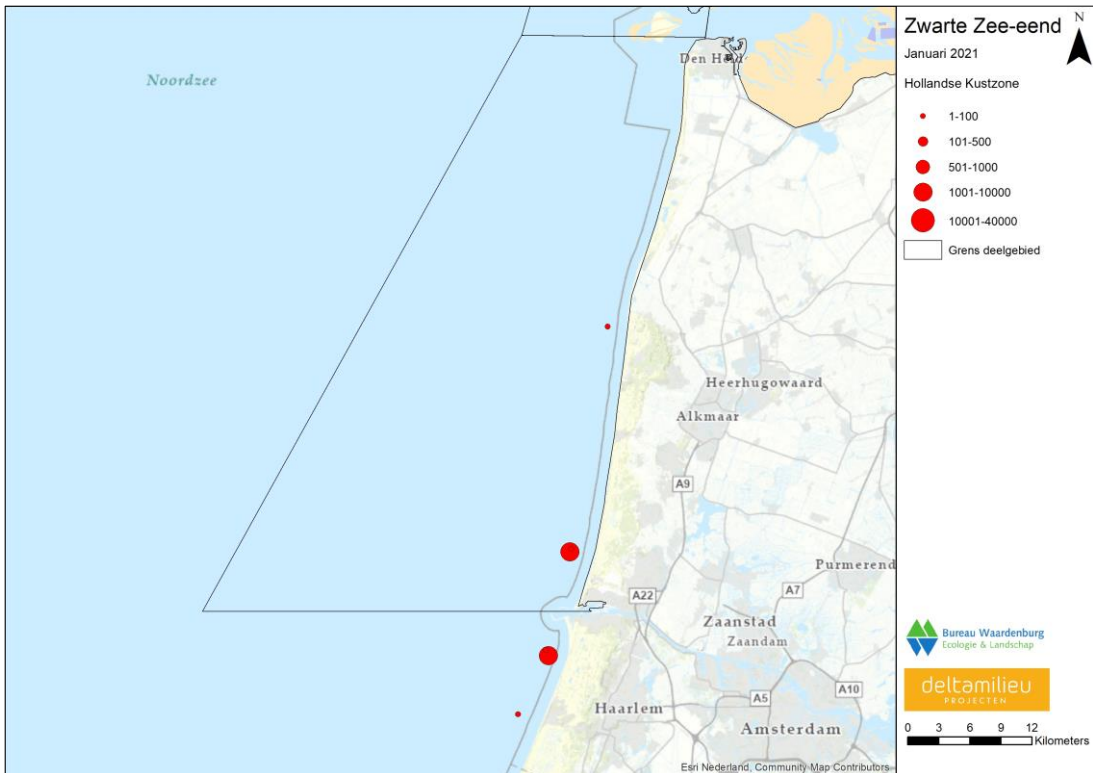 Noordzee
Den Held
Heerhugowaard
Alkmaar
A9
Purmerend
A22
A7
Zaanstad
Zaandam
A5
A10
Haarlem
Amsterdam
Esri Nederland, Community Map Contributors
Zwarte Zee-eend
N
Januari 2021
Hollandse Kustzone
1-100
101-500
501-1000
1001-10000
10001-40000
Grens deelgebied
Bureau Waardenburg
Ecologie & Landschap
deltamilieu
PROJECTEN
0 3 6 9 12
Kilometers